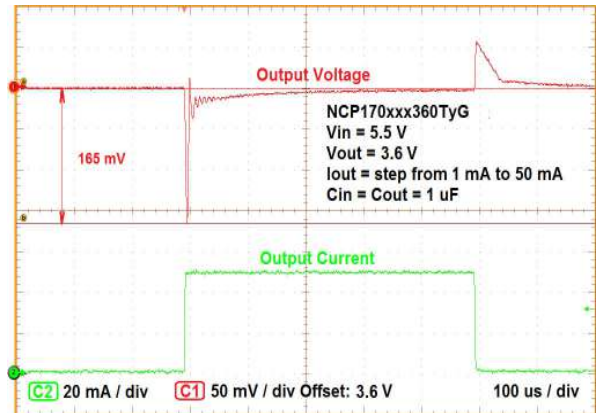 Output Voltage
NCP170xxx360TyG
Vin = 5.5 V
Vout = 3.6 V
165 mV
Iout = step from 1 mA to 50 mA
Cin = Cout = 1 uF
Output Current
C2 20 mA / div C1 50 mV / div Offset: 3.6 V 100 us / div